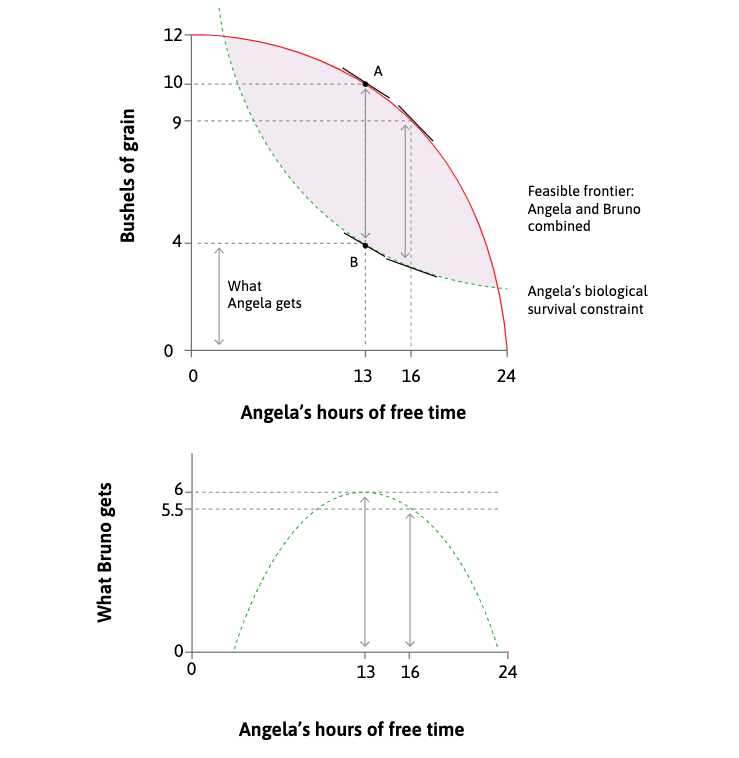 12
A
10
9
Bushels of grain
Feasible frontier:
Angela and Bruno
combined
4
B
What
Angela gets
Angela's biological
survival constraint
0
0
13
16
24
Angela's hours of free time
6
5.5
What Bruno gets
0
0
13
16
24
Angela's hours of free time